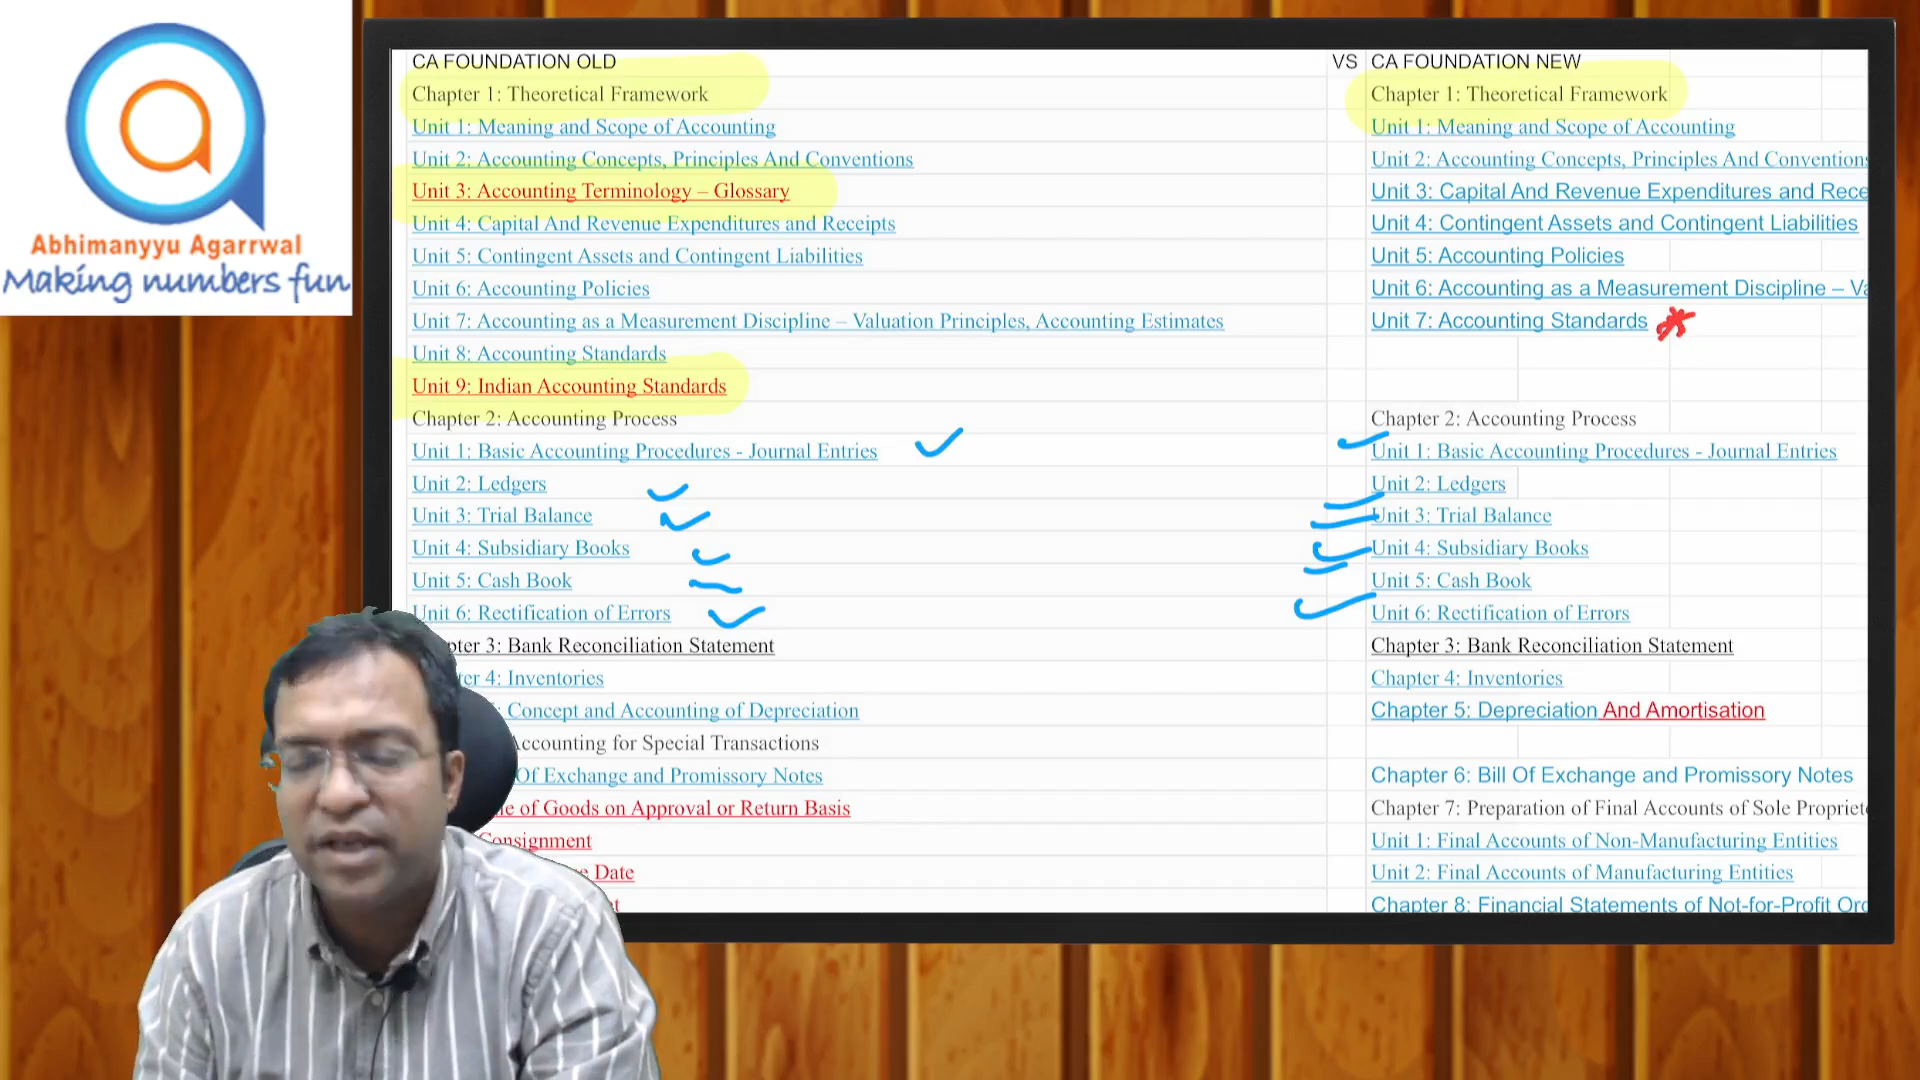 Abhimanyyu Agarrwal
Making numbers fun
CA FOUNDATION OLD
Chapter 1: Theoretical Framework
Unit 1: Meaning and Scope of Accounting
Unit 2: Accounting Concepts, Principles And Conventions
Unit 3: Accounting Terminology – Glossary
Unit 4: Capital And Revenue Expenditures and Receipts
Unit 5: Contingent Assets and Contingent Liabilities
Unit 6: Accounting Policies
Unit 7: Accounting as a Measurement Discipline – Valuation Principles, Accounting Estimates
Unit 8: Accounting Standards
Unit 9: Indian Accounting Standards
Chapter 2: Accounting Process
Unit 1: Basic Accounting Procedures - Journal Entries
Unit 2: Ledgers
Unit 3: Trial Balance
Unit 4: Subsidiary Books
Unit 5: Cash Book
Unit 6: Rectification of Errors
3: Bank Reconciliation Statement
4: Inventories
Concept and Accounting of Depreciation
Accounting for Special Transactions
Of Exchange and Promissory Notes
of Goods on Approval or Return Basis
Consignment
Date
VS
CA FOUNDATION NEW
Chapter 1: Theoretical Framework
Unit 1: Meaning and Scope of Accounting
Unit 2: Accounting Concepts, Principles And Conventions
Unit 3: Capital And Revenue Expenditures and Rece
Unit 4: Contingent Assets and Contingent Liabilities
Unit 5: Accounting Policies
Unit 6: Accounting as a Measurement Discipline – Va
Unit 7: Accounting Standards
Chapter 2: Accounting Process
Unit 1: Basic Accounting Procedures - Journal Entries
Unit 2: Ledgers
Unit 3: Trial Balance
Unit 4: Subsidiary Books
Unit 5: Cash Book
Unit 6: Rectification of Errors
Chapter 3: Bank Reconciliation Statement
Chapter 4: Inventories
Chapter 5: Depreciation And Amortisation
Chapter 6: Bill Of Exchange and Promissory Notes
Chapter 7: Preparation of Final Accounts of Sole Propriet
Unit 1: Final Accounts of Non-Manufacturing Entities
Unit 2: Final Accounts of Manufacturing Entities
Chapter 8: Financial Statements of Not-for-Profit Or